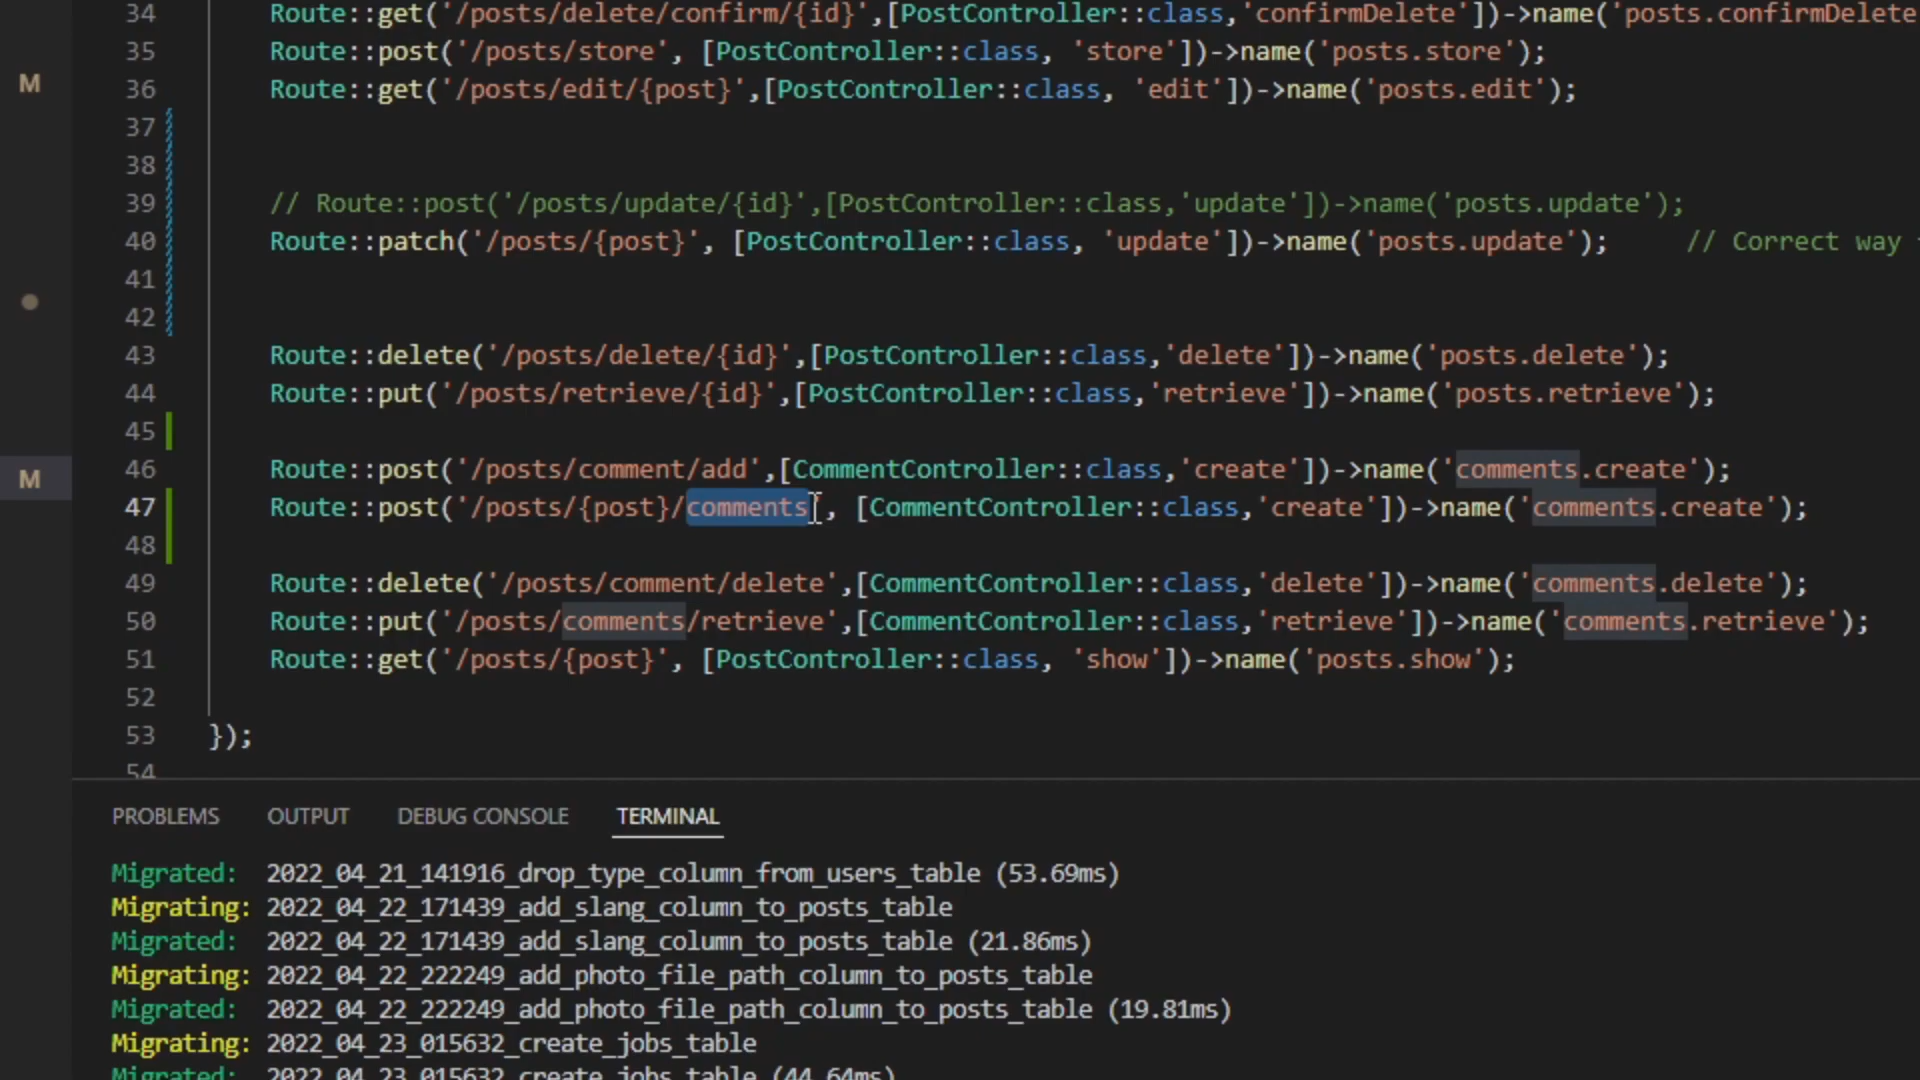 34 Route::get('/posts/delete/confirm/{id}',[PostController::class,'confirmDelete'])->name('posts.confirmDelete
35 Route::post('/posts/store', [PostController::class, 'store'])->name('posts.store');
M
36 Route::get('/posts/edit/{post}',[PostController::class, 'edit'])->name('posts.edit');
37
38
39 // Route::post('/posts/update/{id}',[PostController::class,'update'])->name('posts.update');
40 Route::patch('/posts/{post}', [PostController::class, 'update'])->name('posts.update'); // Correct way
41
42
43 Route::delete('/posts/delete/{id}',[PostController::class,'delete'])->name('posts.delete');
44 Route::put('/posts/retrieve/{id}',[PostController::class,'retrieve'])->name('posts.retrieve');
45
46 Route::post('/posts/comment/add',[CommentController::class,'create'])->name('comments.create');
M
47 Route::post('/posts/{post}/comments', [CommentController::class,'create'])->name('comments.create');
48
49 Route::delete('/posts/comment/delete',[CommentController::class,'delete'])->name('comments.delete');
50 Route::put('/posts/comments/retrieve',[CommentController::class,'retrieve'])->name('comments.retrieve');
51 Route::get('/posts/{post}', [PostController::class, 'show'])->name('posts.show');
52
53 });
54
PROBLEMS OUTPUT DEBUG CONSOLE TERMINAL
Migrated: 2022_04_21_141916_drop_type_column_from_users_table (53.69ms)
Migrating: 2022_04_22_171439_add_slang_column_to_posts_table
Migrated: 2022_04_22_171439_add_slang_column_to_posts_table (21.86ms)
Migrating: 2022_04_22_222249_add_photo_file_path_column_to_posts_table
Migrated: 2022_04_22_222249_add_photo_file_path_column_to_posts_table (19.81ms)
Migrating: 2022_04_23_015632_create_jobs_table
Migrated: 2022_04_23_015632_create_jobs_table (44.64ms)